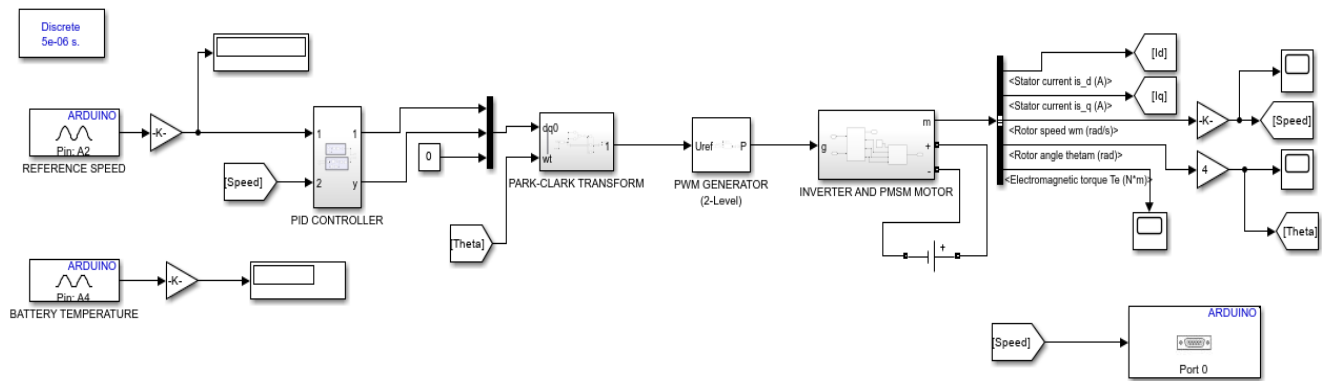 Discrete
5e-06 s.
ARDUINO
Pin: A2
REFERENCE SPEED
-K-
[Speed]
1
2
1
y
PID CONTROLLER
0
[Theta]
dq0
wt
1
PARK-CLARK TRANSFORM
Uref
P
PWM GENERATOR
(2-Level)
g
m
+
-
INVERTER AND PMSM MOTOR
+
<Stator current is_d (A)>
<Stator current is_q (A)>
<Rotor speed wm (rad/s)>
<Rotor angle thetam (rad)>
<Electromagnetic torque Te (N*m)>
[Id]
[Iq]
-K-
[Speed]
4
[Theta]
ARDUINO
Pin: A4
BATTERY TEMPERATURE
-K-
[Speed]
ARDUINO
Port 0